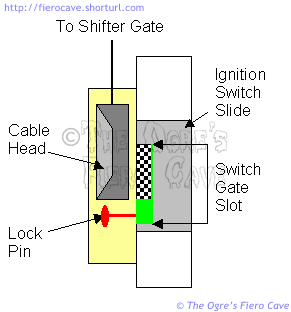 http://fierocave.shorturl.com
To Shifter Gate
Ignition
Switch
Slide
Cable
Head
The Ogre's
Fiero Cave
Switch
Gate
Slot
Lock
Pin
© The Ogre's Fiero Cave